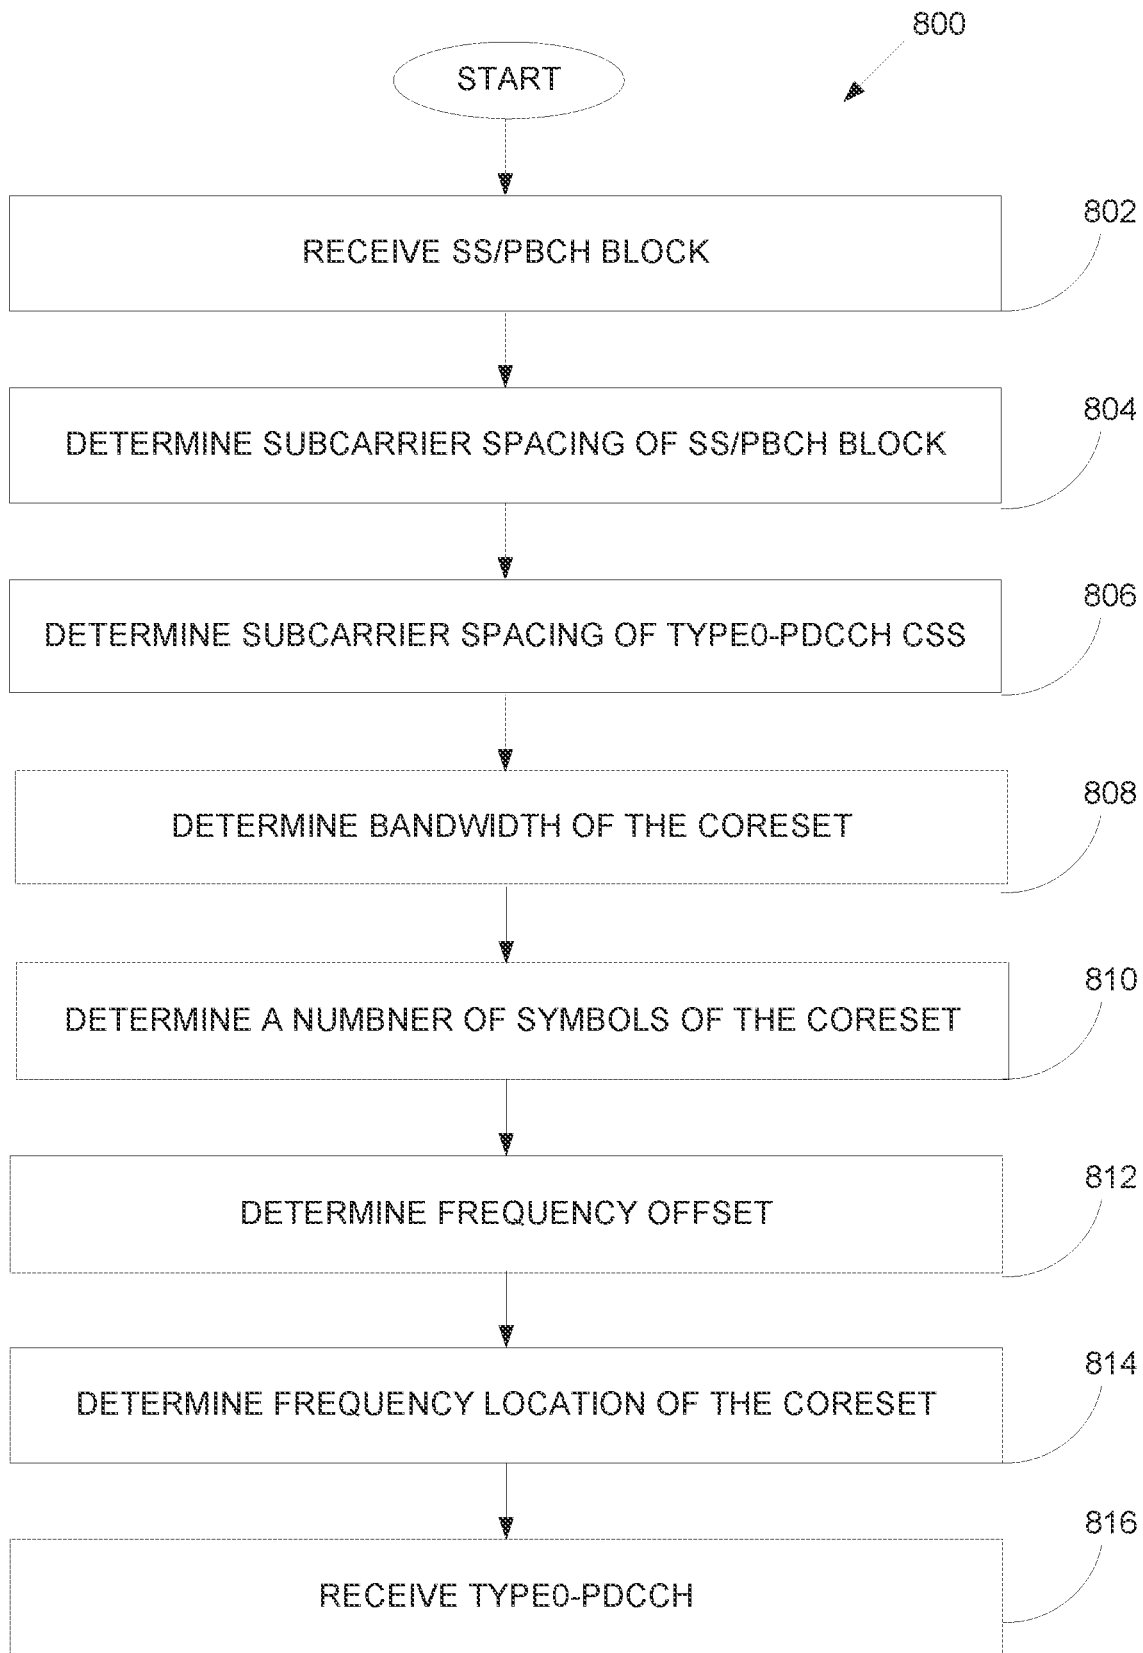 800
START
802
RECEIVE SS/PBCH BLOCK
804
DETERMINE SUBCARRIER SPACING OF SS/PBCH BLOCK
806
DETERMINE SUBCARRIER SPACING OF TYPE0-PDCCH CSS
808
DETERMINE BANDWIDTH OF THE CORESET
810
DETERMINE A NUMBNER OF SYMBOLS OF THE CORESET
812
DETERMINE FREQUENCY OFFSET
814
DETERMINE FREQUENCY LOCATION OF THE CORESET
816
RECEIVE TYPE0-PDCCH